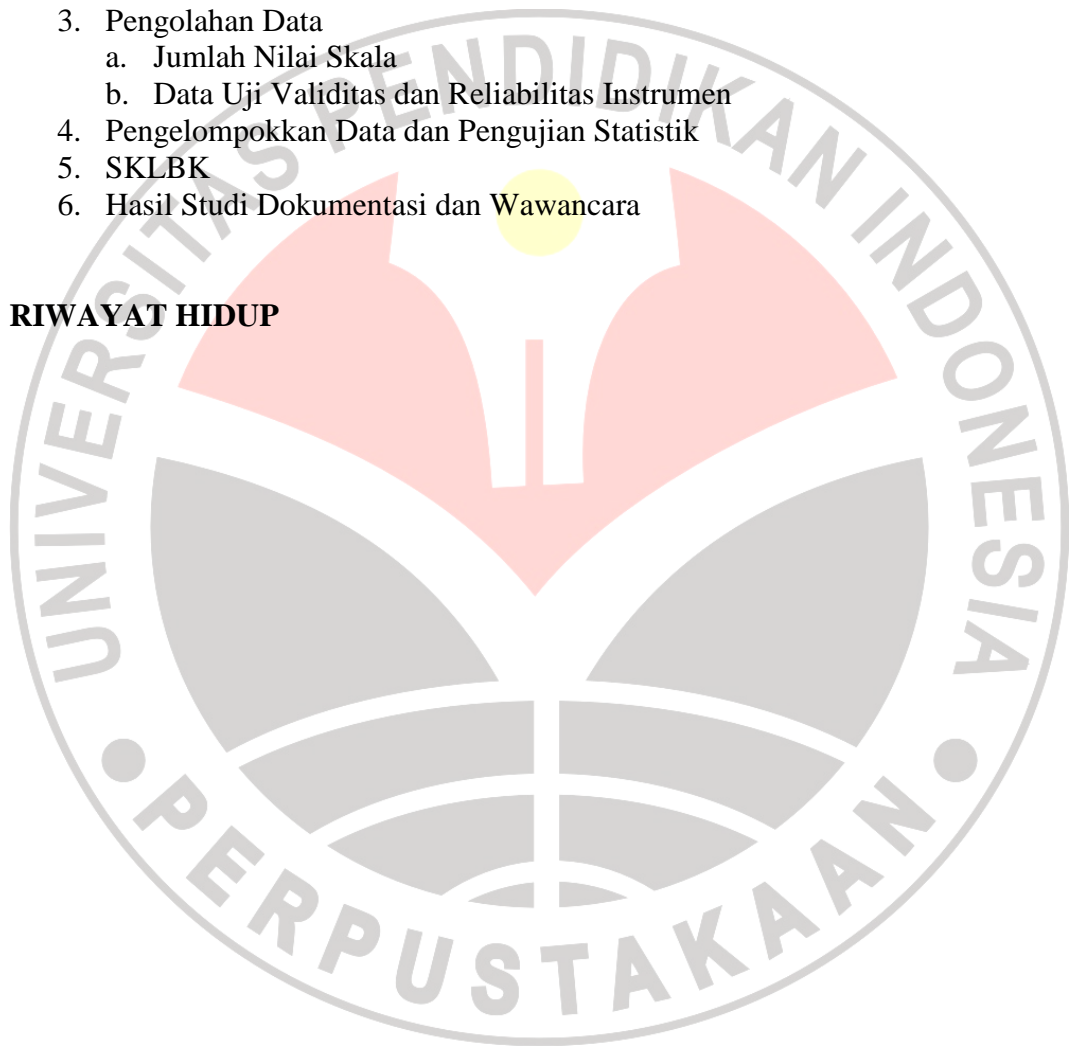 3. Pengolahan Data
a. Jumlah Nilai Skala
b. Data Uji Validitas dan Reliabilitas Instrumen
4. Pengelompokkan Data dan Pengujian Statistik
5. SKLBK
6. Hasil Studi Dokumentasi dan Wawancara
RIWAYAT HIDUP
UNIVERSITAS PENDIDIKAN INDONESIA
PERPUSTAKAAN